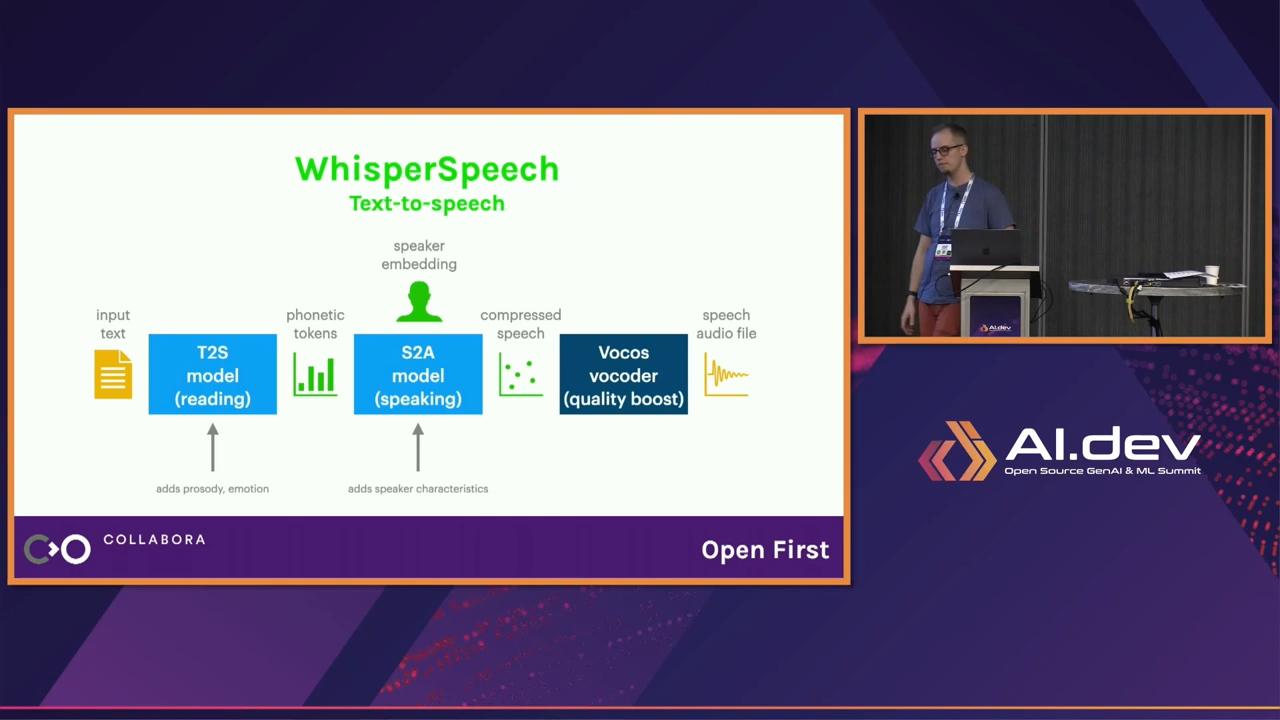 WhisperSpeech
Text-to-speech
speaker
embedding
input
text
phonetic
tokens
compressed
speech
speech
audio file
T2S
model
(reading)
S2A
model
(speaking)
Vocos
vocoder
(quality boost)
adds prosody, emotion
adds speaker characteristics
COLLABORA
Open First
AI.dev
AI.dev
Open Source GenAI & ML Summit